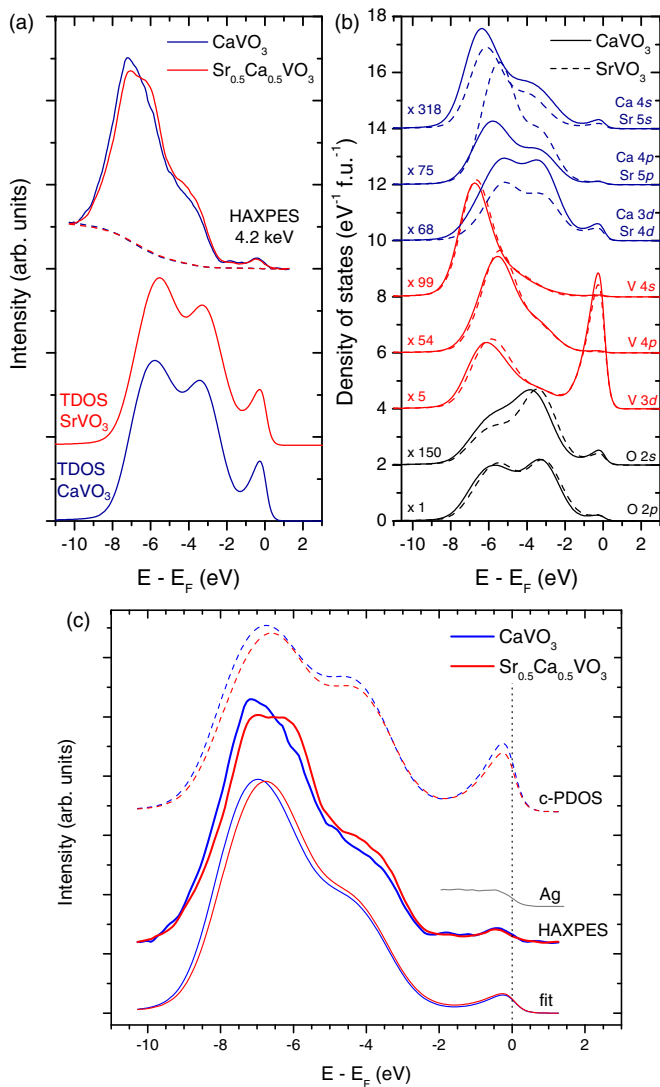 (a)
CaVO₃
Sr₀.₅Ca₀.₅VO₃
HAXPES
4.2 keV
TDOS
SrVO₃
TDOS
CaVO₃
Intensity (arb. units)
-10 -8 -6 -4 -2 0 2
E - E_F (eV)
(b)
CaVO₃
SrVO₃
18
16
14
12
10
8
6
4
2
0
Density of states (eV⁻¹ f.u.⁻¹)
x 318
Ca 4s
Sr 5s
x 75
Ca 4p
Sr 5p
x 68
Ca 3d
Sr 4d
x 99
V 4s
x 54
V 4p
x 5
V 3d
x 150
O 2s
x 1
O 2p
-10 -8 -6 -4 -2 0 2
E - E_F (eV)
(c)
CaVO₃
Sr₀.₅Ca₀.₅VO₃
c-PDOS
Ag
HAXPES
fit
Intensity (arb. units)
-10 -8 -6 -4 -2 0 2
E - E_F (eV)